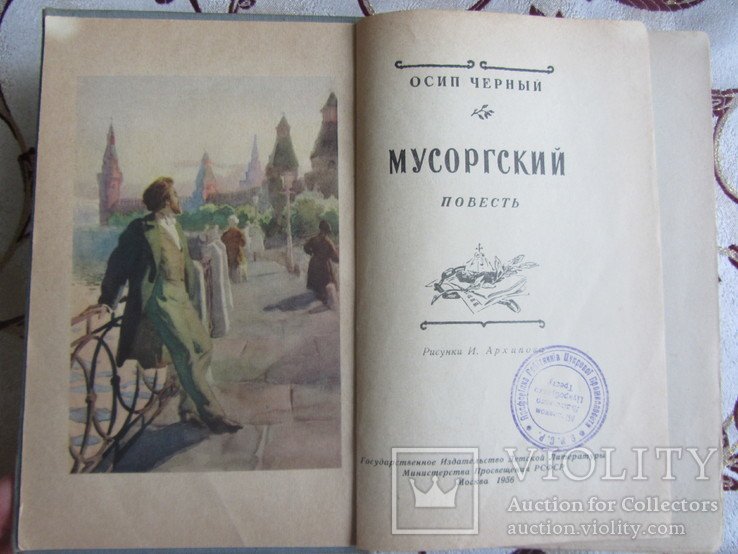 ОСИП ЧЕРНЫЙ
МУСОРГСКИЙ
ПОВЕСТЬ
Рисунки И. Архипова
Государственное Издательство Детской Литературы
Министерства Просвещения РСФСР
Москва 1956
VIOLITY
Auction for Collectors
auction.violity.com